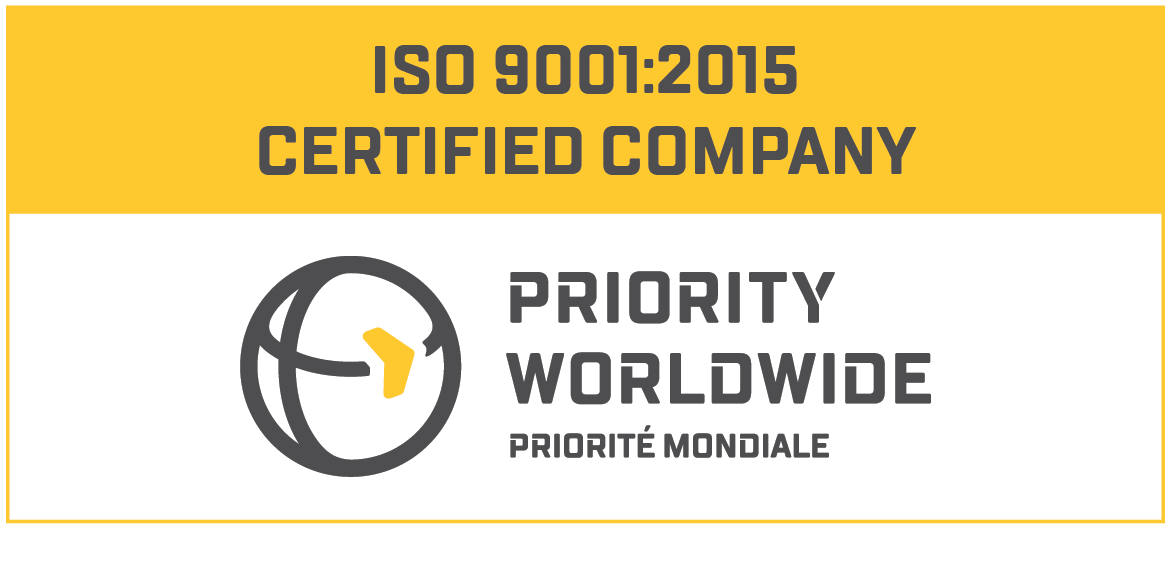 ISO 9001:2015
CERTIFIED COMPANY
PRIORITY
WORLDWIDE
PRIORITÉ MONDIALE